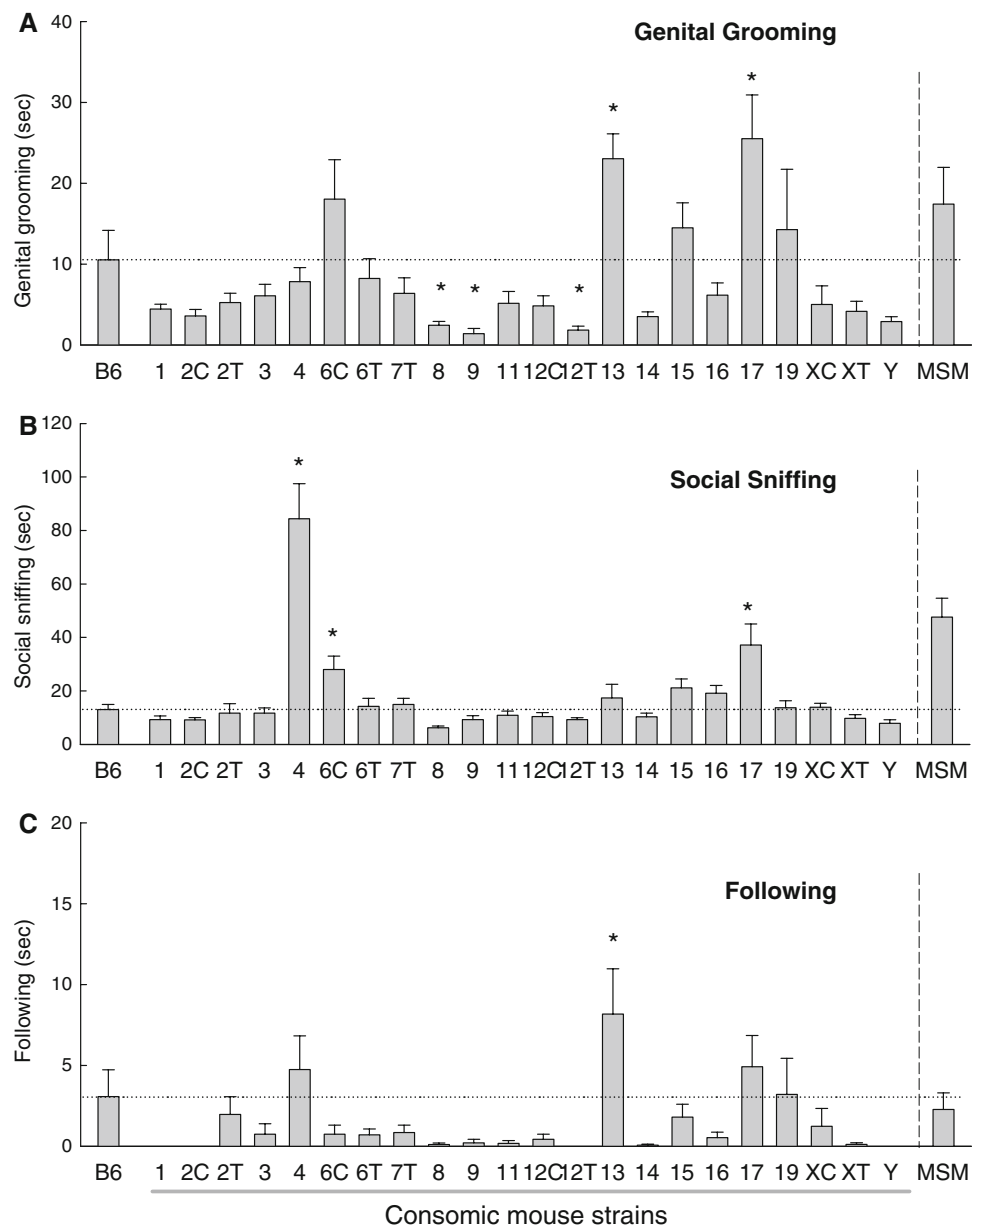 A
Genital Grooming
Genital grooming (sec)
40
30
20
10
0
* * * * *
B6 1 2C 2T 3 4 6C 6T 7T 8 9 11 12C 12T 13 14 15 16 17 19 XC XT Y MSM
B
Social Sniffing
Social sniffing (sec)
120
100
80
60
40
20
0
* * *
B6 1 2C 2T 3 4 6C 6T 7T 8 9 11 12C 12T 13 14 15 16 17 19 XC XT Y MSM
C
Following
Following (sec)
20
15
10
5
0
*
B6 1 2C 2T 3 4 6C 6T 7T 8 9 11 12C 12T 13 14 15 16 17 19 XC XT Y MSM
Consomic mouse strains